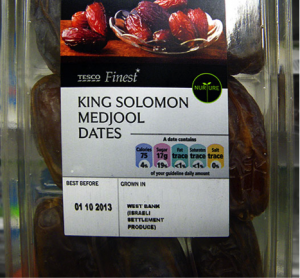 TESCO Finest*
NURTURE
KING SOLOMON
MEDJOOL
DATES
A date contains
Calories Sugar Fat Saturates Salt
75 17g trace trace trace
4% 19% <1% <1% 0%
of your guideline daily amount
BEST BEFORE GROWN IN
01 10 2013 WEST BANK
(ISRAELI
SETTLEMENT
PRODUCE)